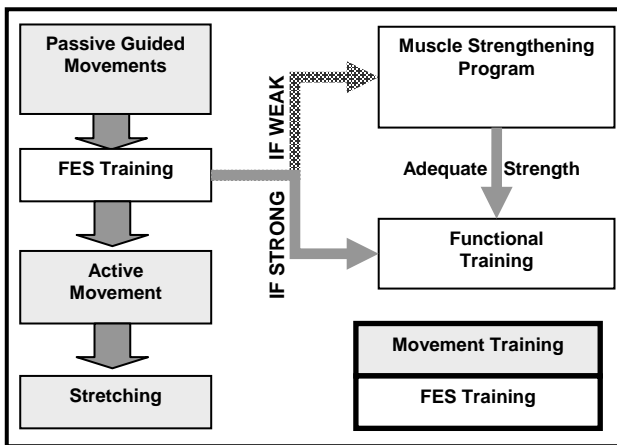 Passive Guided
Movements
FES Training
Active
Movement
Stretching
IF WEAK
IF STRONG
Muscle Strengthening
Program
Adequate Strength
Functional
Training
Movement Training
FES Training